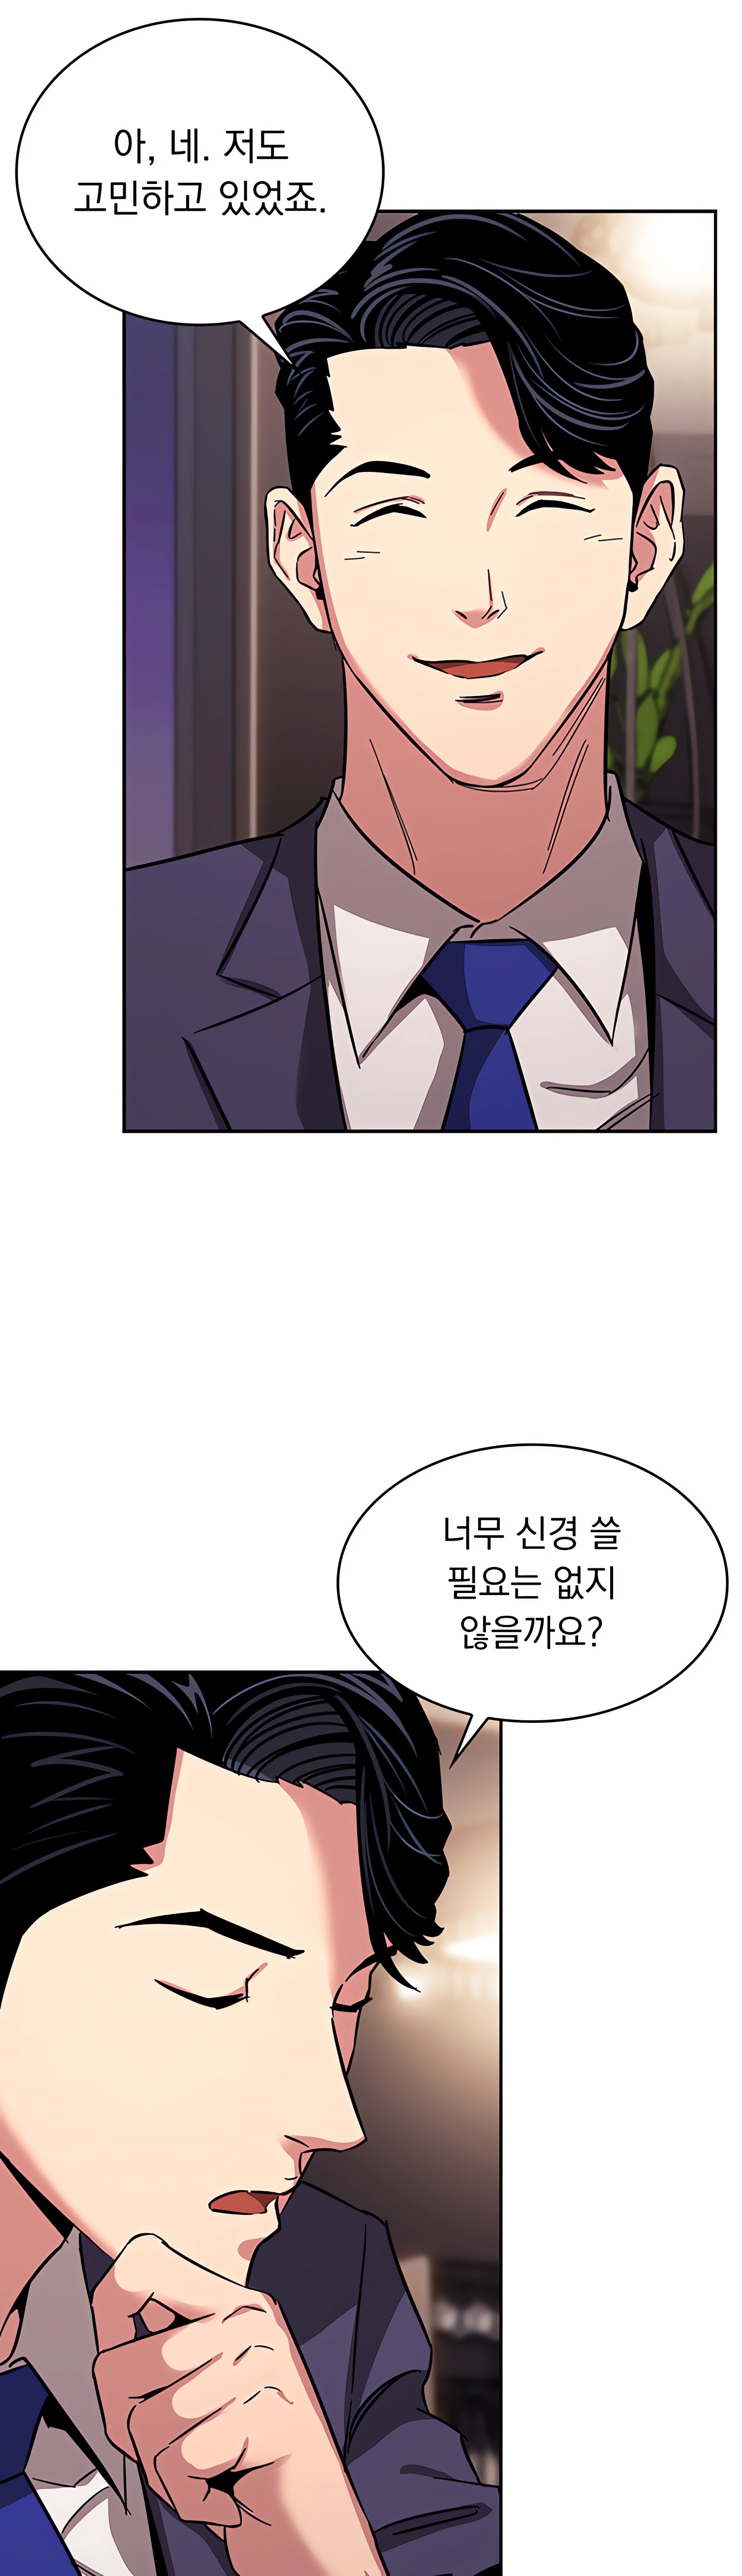 아, 네. 저도
고민하고 있었죠.
너무 신경 쓸
필요는 없지
않을까요?